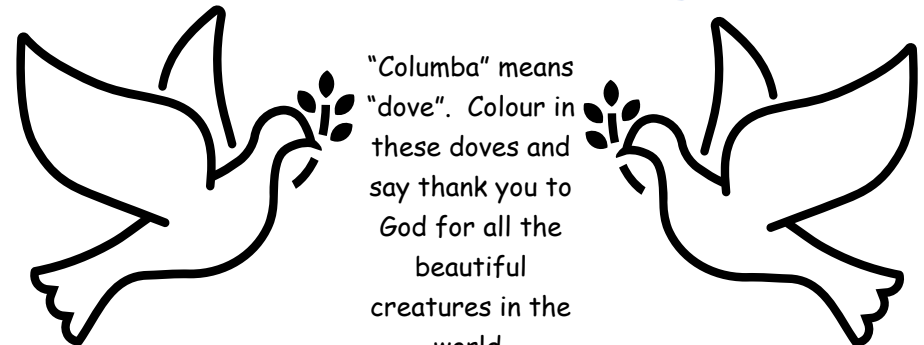 “Columba” means
“dove”.  Colour in
these doves and
say thank you to
God for all the
beautiful
creatures in the
world